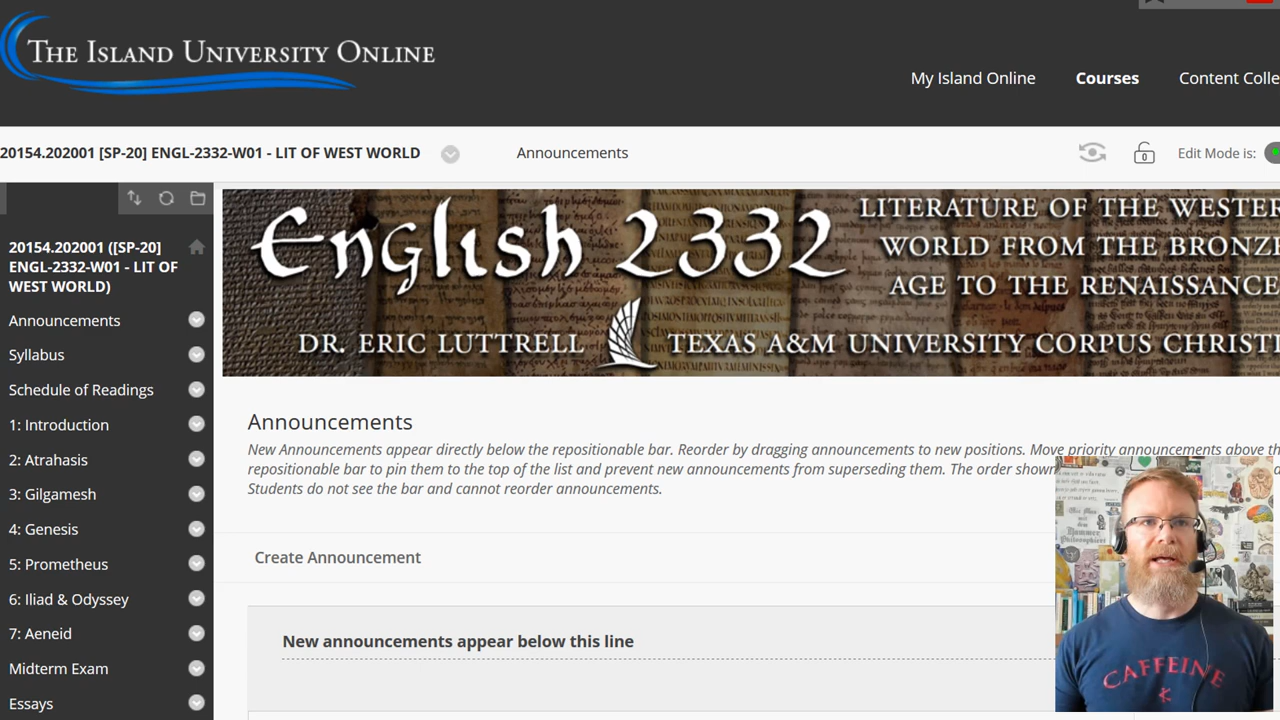 THE ISLAND UNIVERSITY ONLINE
My Island Online
Courses
Content Colle
20154.202001 [SP-20] ENGL-2332-W01 - LIT OF WEST WORLD
Announcements
0
Edit Mode is:
20154.202001 ([SP-20]
ENGL-2332-W01 - LIT OF
WEST WORLD)
Announcements
Syllabus
Schedule of Readings
1: Introduction
2: Atrahasis
3: Gilgamesh
4: Genesis
5: Prometheus
6: Iliad & Odyssey
7: Aeneid
Midterm Exam
Essays
English 2332
LITERATURE OF THE WESTER
WORLD FROM THE BRONZE
AGE TO THE RENAISSANCE
DR. ERIC LUTTRELL
TEXAS A&M UNIVERSITY CORPUS CHRISTI
Announcements
New Announcements appear directly below the repositionable bar. Reorder by dragging announcements to new positions. Move priority announcements above th
repositionable bar to pin them to the top of the list and prevent new announcements from superseding them. The order shown
Students do not see the bar and cannot reorder announcements.
Create Announcement
New announcements appear below this line
CAFFEINE